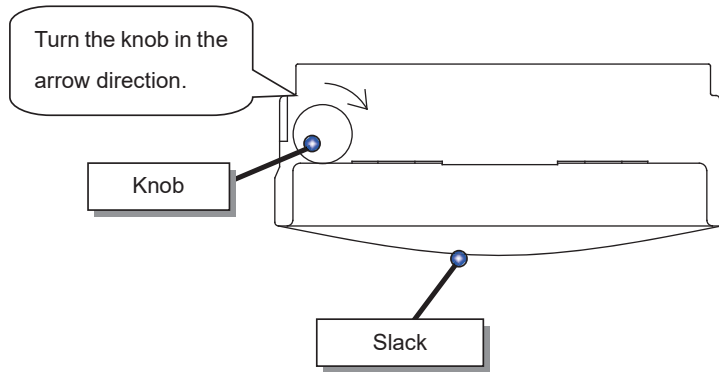 Turn the knob in the
arrow direction.
Knob
Slack